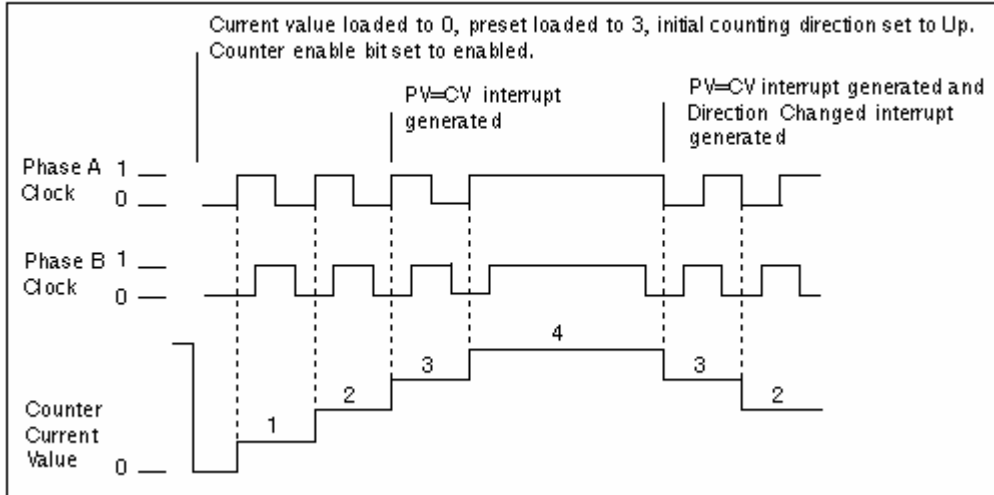 Current value loaded to 0, preset loaded to 3, initial counting direction set to Up.
Counter enable bit set to enabled.
PV=CV interrupt
generated
PV=CV interrupt generated and
Direction Changed interrupt
generated
Phase A 1
Clock
0
Phase B 1
Clock
0
4
3
3
2
2
1
Counter
Current
Value
0